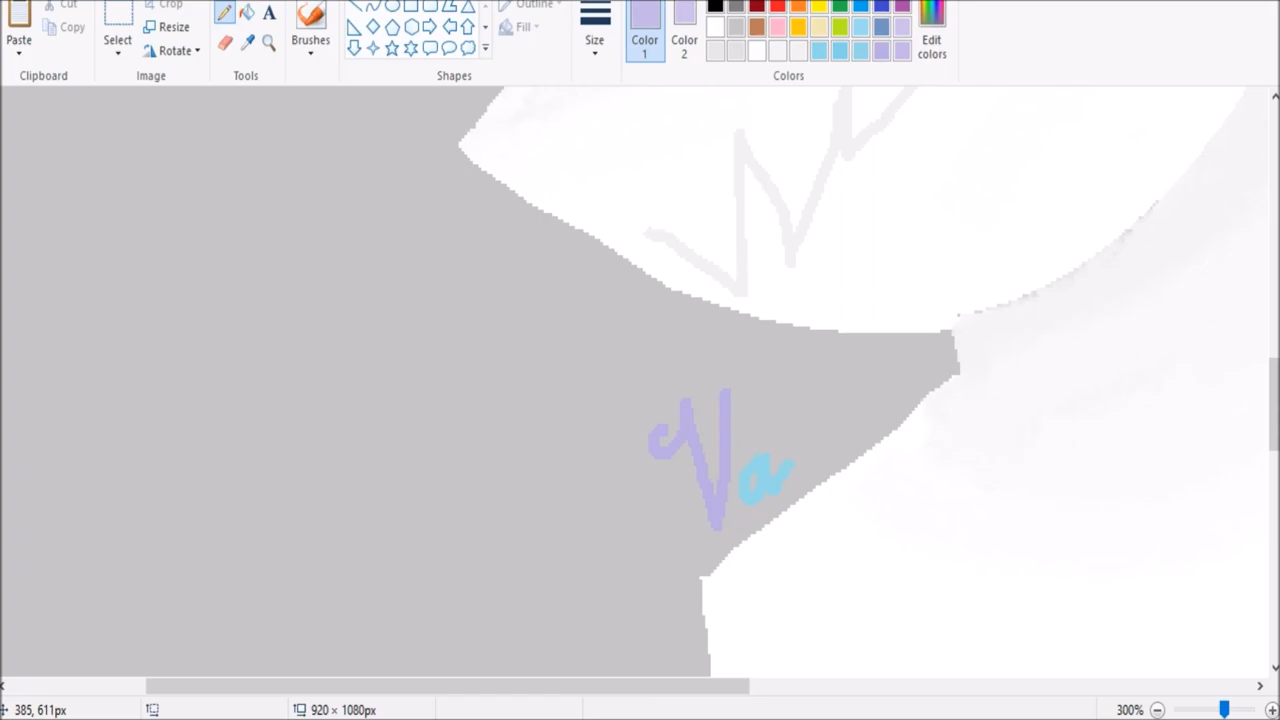 Cut
Crop
Outline
Paste
Copy
Select
Resize
Rotate
Brushes
Fill
Size
Color 1
Color 2
Edit colors
Clipboard
Image
Tools
Shapes
Colors
A
Va
385, 611px
920 × 1080px
300%